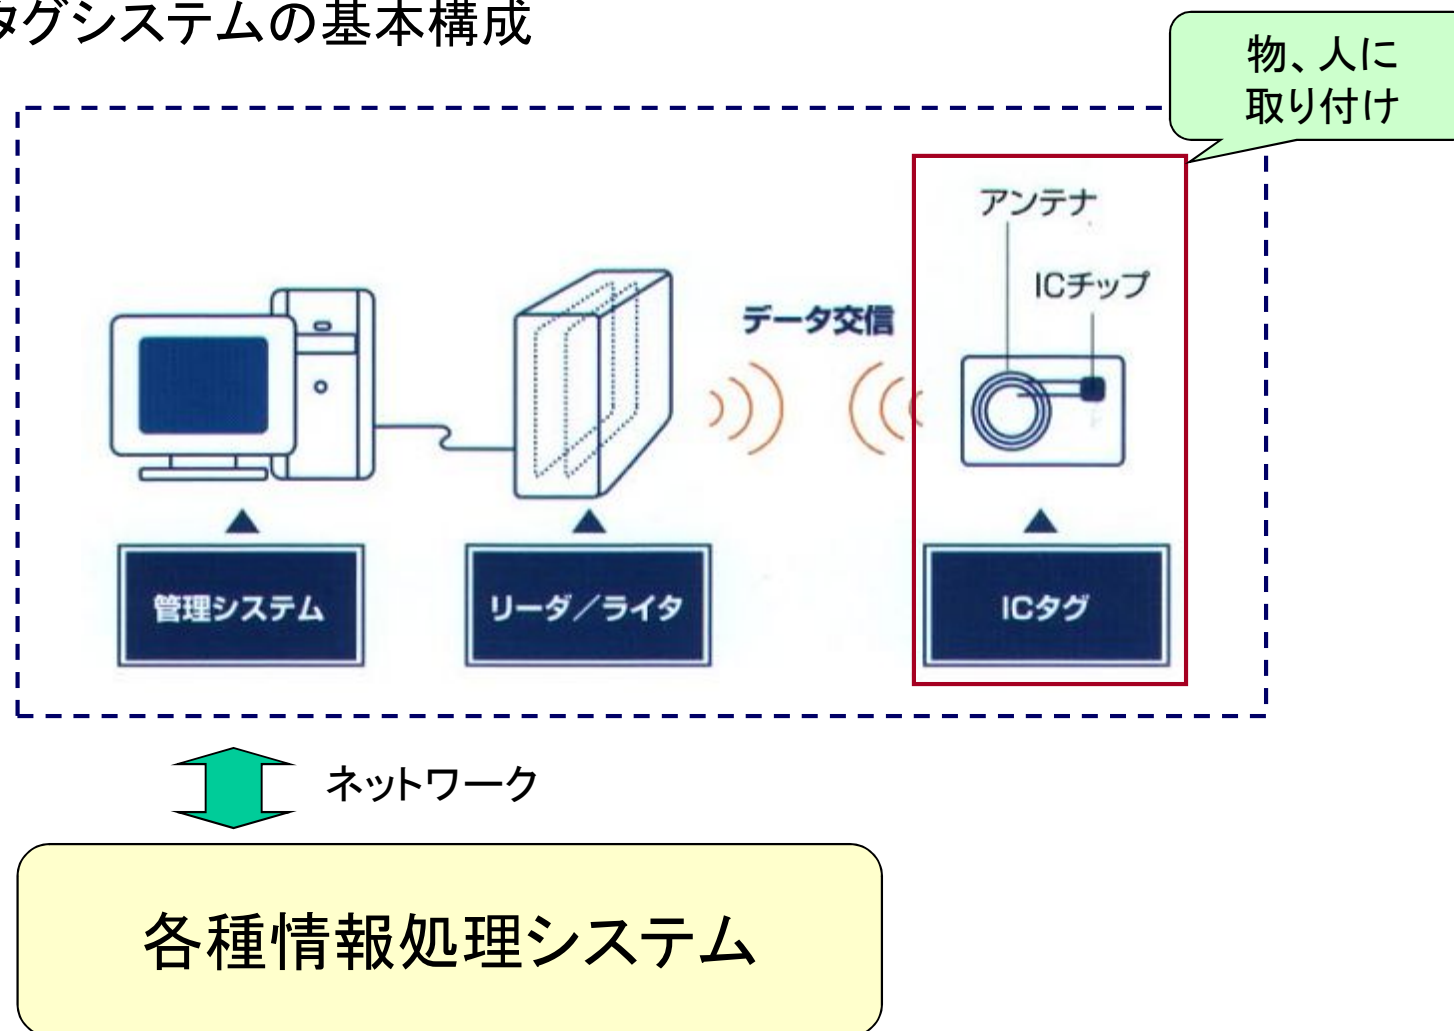 タグシステムの基本構成
物、人に
取り付け
アンテナ
ICチップ
データ交信
管理システム
リーダ／ライタ
ICタグ
ネットワーク
各種情報処理システム